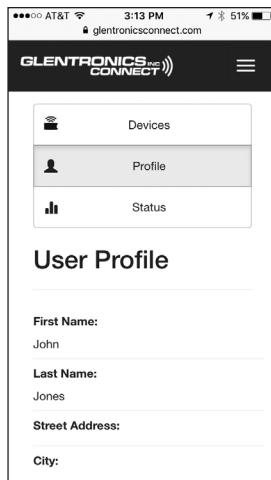 AT&T 3:13 PM 51%
glentronicsconnect.com
GLENTRONICS INC
CONNECT
Devices
Profile
Status
User Profile
First Name:
John
Last Name:
Jones
Street Address:
City: